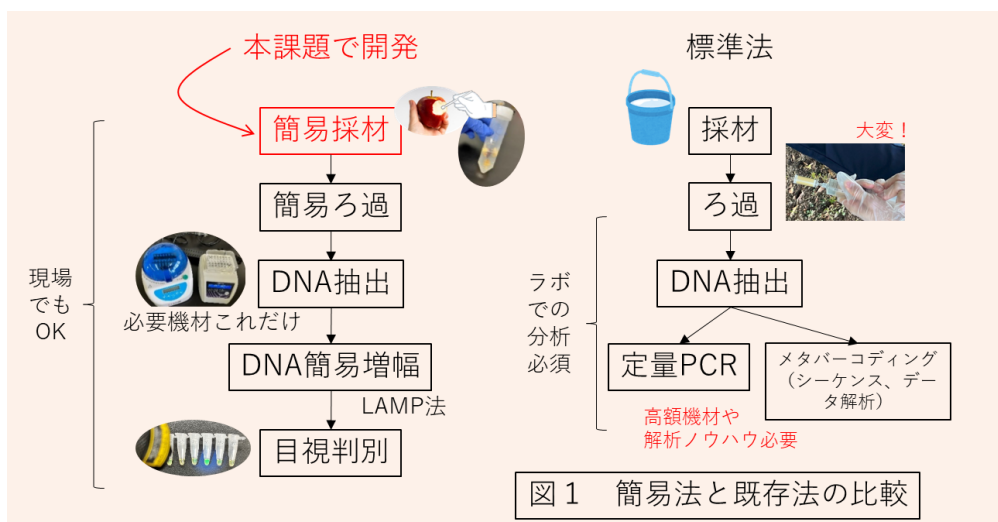 本課題で開発
簡易採材
簡易ろ過
DNA抽出
必要機材これだけ
DNA簡易増幅
LAMP法
目視判別
現場
でも
OK
標準法
採材
大変！
ろ過
DNA抽出
ラボ
での
分析
必須
定量PCR
メタバーコディング
（シーケンス、デー
タ解析）
高額機材や
解析ノウハウ必要
図１　簡易法と既存法の比較